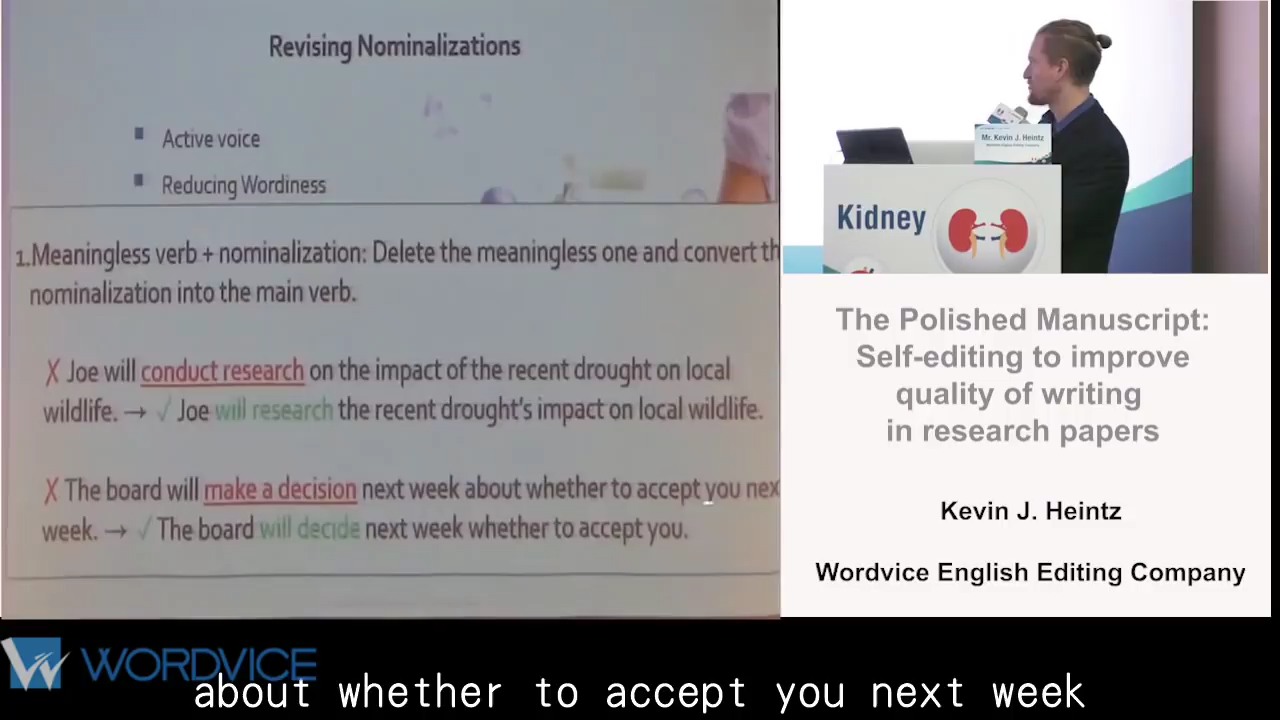 Revising Nominalizations
▪ Active voice
▪ Reducing Wordiness
1.Meaningless verb + nominalization: Delete the meaningless one and convert th
nominalization into the main verb.
✗ Joe will conduct research on the impact of the recent drought on local
wildlife. → √ Joe will research the recent drought's impact on local wildlife.
✗ The board will make a decision next week about whether to accept you nex
week. → √ The board will decide next week whether to accept you.
Mr. Kevin J. Heintz
Kidney
The Polished Manuscript:
Self-editing to improve
quality of writing
in research papers
Kevin J. Heintz
Wordvice English Editing Company
WORDVICE
about whether to accept you next week